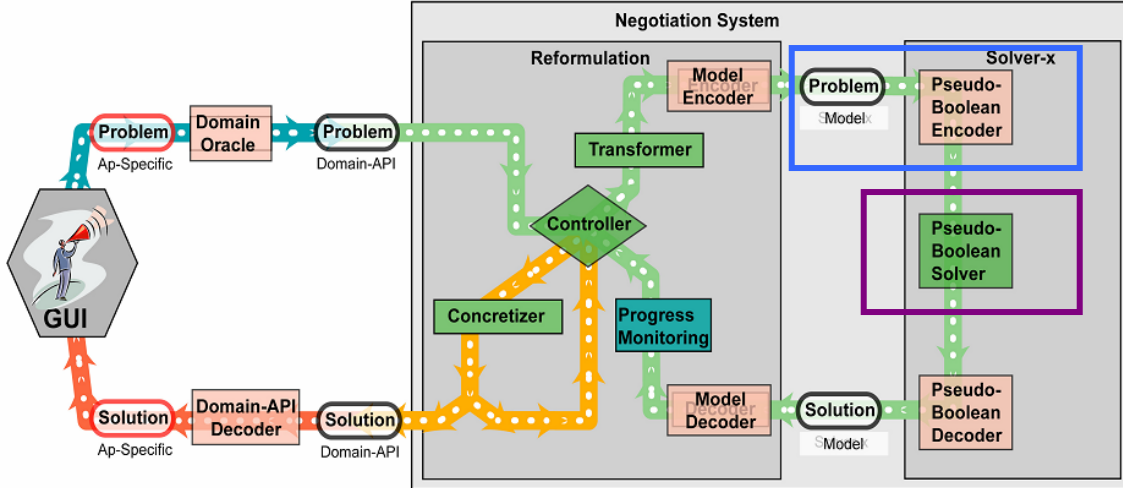 Negotiation System
Reformulation
Solver-x
Model
Encoder
Problem
Model
Pseudo-
Boolean
Encoder
Problem
Ap-Specific
Domain
Oracle
Problem
Domain-API
Transformer
Controller
Pseudo-
Boolean
Solver
GUI
Concretizer
Progress
Monitoring
Solution
Ap-Specific
Domain-API
Decoder
Solution
Domain-API
Model
Decoder
Solution
Model
Pseudo-
Boolean
Decoder